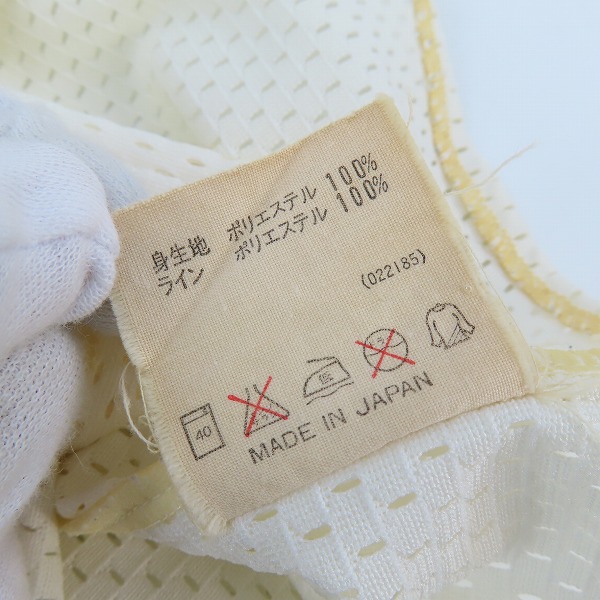 身生地 ポリエステル 100%
ライン ポリエステル 100%
(022185)
40
MADE IN JAPAN